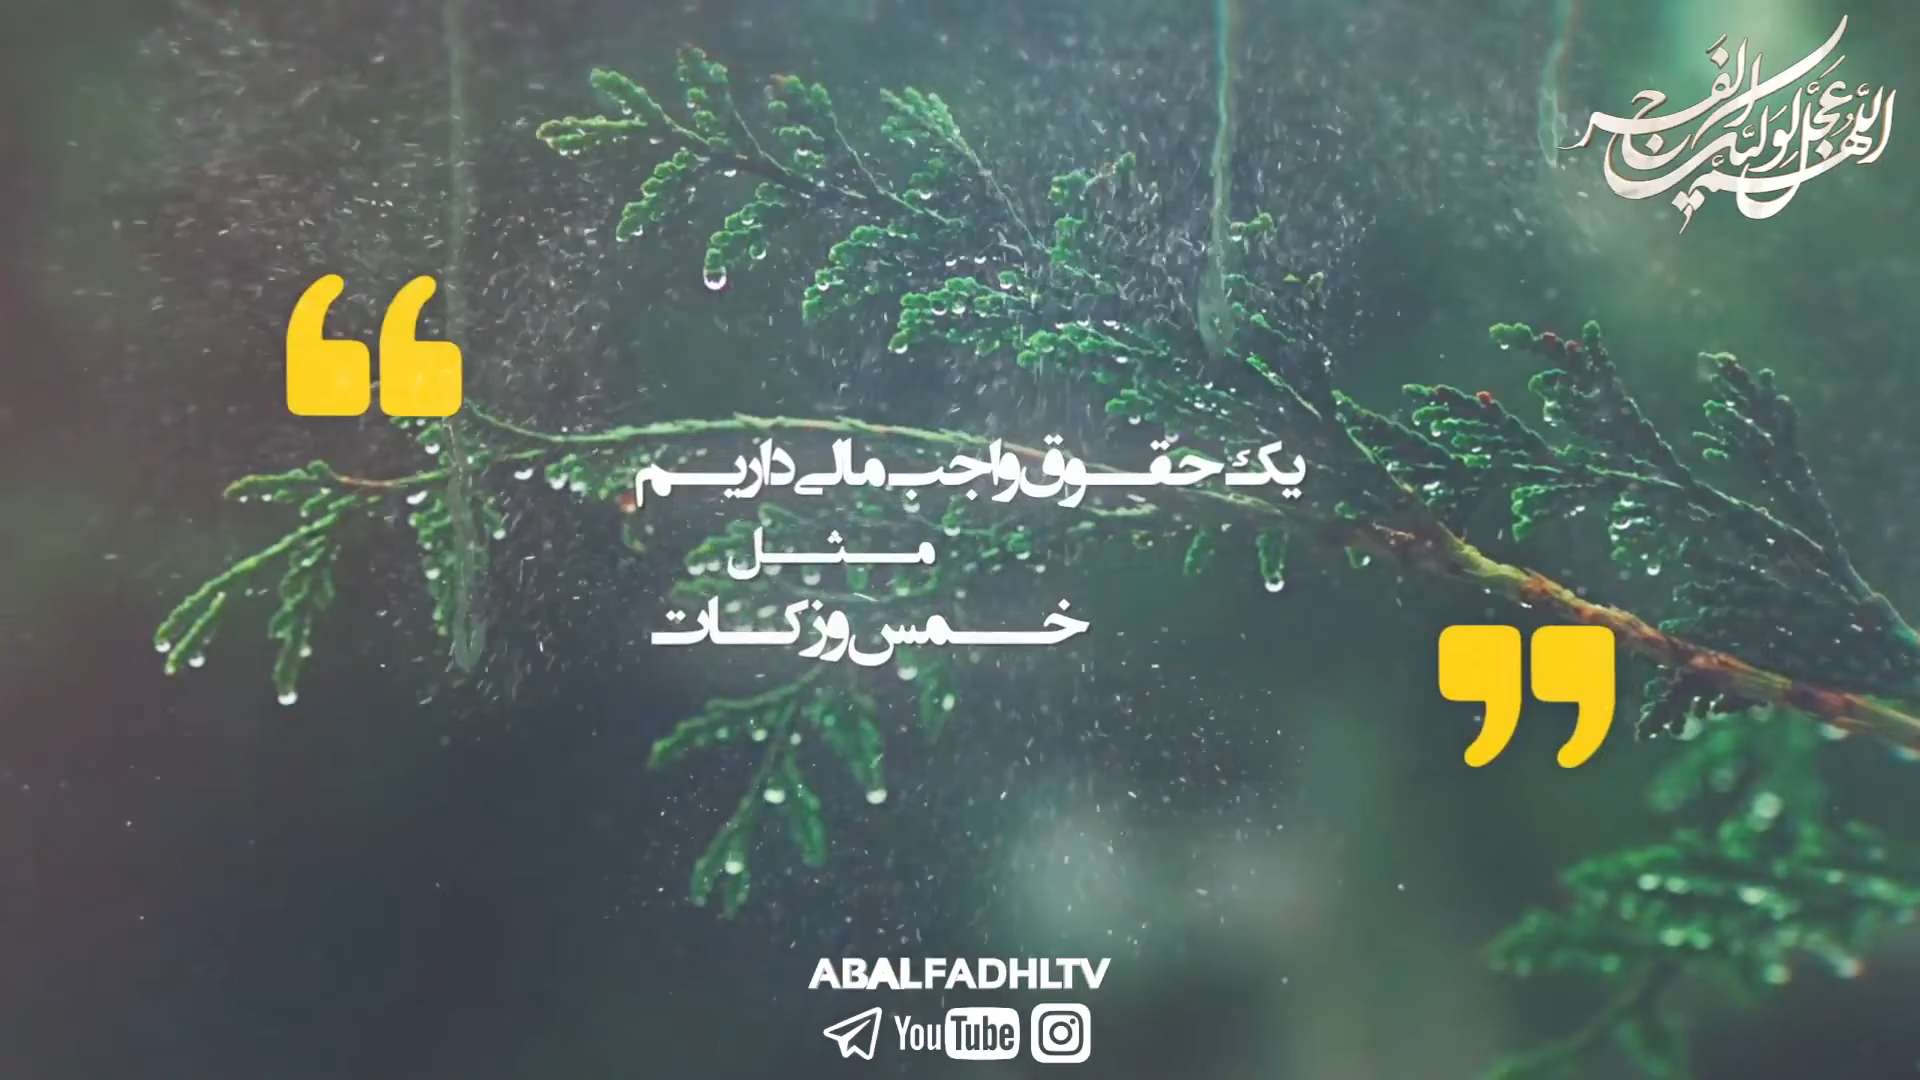 اللهم عجل لولیک الفرج
یک حقوق واجب مالی داریم
مثل
خمس و زکات
ABALFADHLTV
YouTube